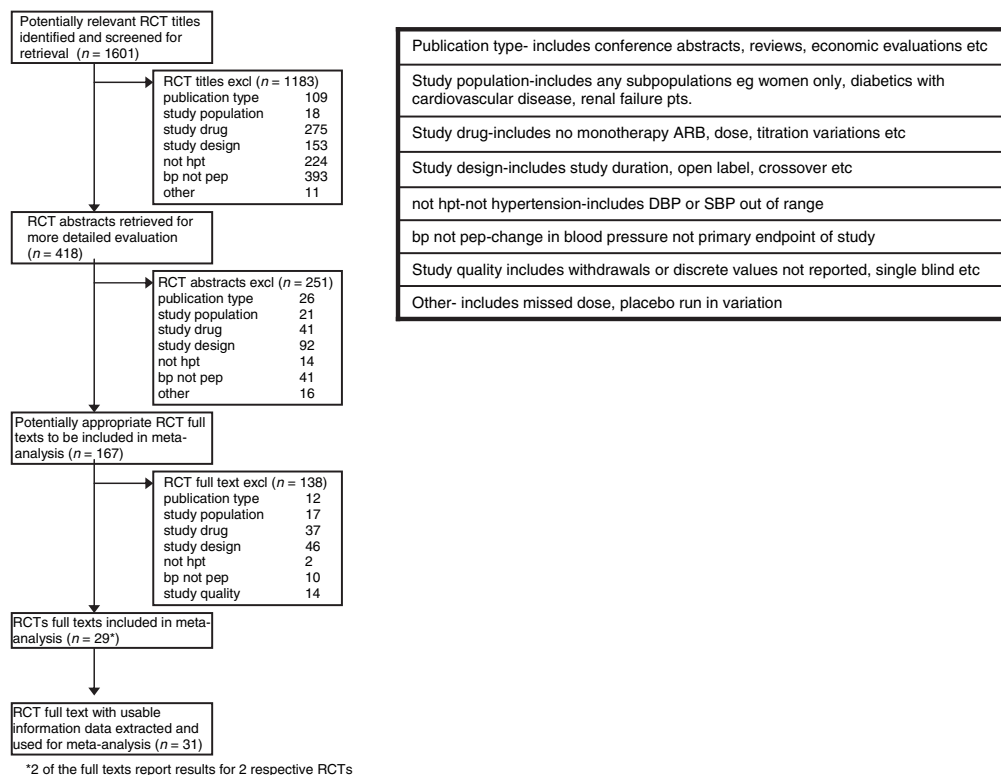 Potentially relevant RCT titles
identified and screened for
retrieval (n = 1601)
RCT titles excl (n = 1183)
publication type 109
study population 18
study drug 275
study design 153
not hpt 224
bp not pep 393
other 11
RCT abstracts retrieved for
more detailed evaluation
(n = 418)
RCT abstracts excl (n = 251)
publication type 26
study population 21
study drug 41
study design 92
not hpt 14
bp not pep 41
other 16
Potentially appropriate RCT full
texts to be included in meta-
analysis (n = 167)
RCT full text excl (n = 138)
publication type 12
study population 17
study drug 37
study design 46
not hpt 2
bp not pep 10
study quality 14
RCTs full texts included in meta-
analysis (n = 29*)
RCT full text with usable
information data extracted and
used for meta-analysis (n = 31)
*2 of the full texts report results for 2 respective RCTs
Publication type- includes conference abstracts, reviews, economic evaluations etc
Study population-includes any subpopulations eg women only, diabetics with
cardiovascular disease, renal failure pts.
Study drug-includes no monotherapy ARB, dose, titration variations etc
Study design-includes study duration, open label, crossover etc
not hpt-not hypertension-includes DBP or SBP out of range
bp not pep-change in blood pressure not primary endpoint of study
Study quality includes withdrawals or discrete values not reported, single blind etc
Other- includes missed dose, placebo run in variation